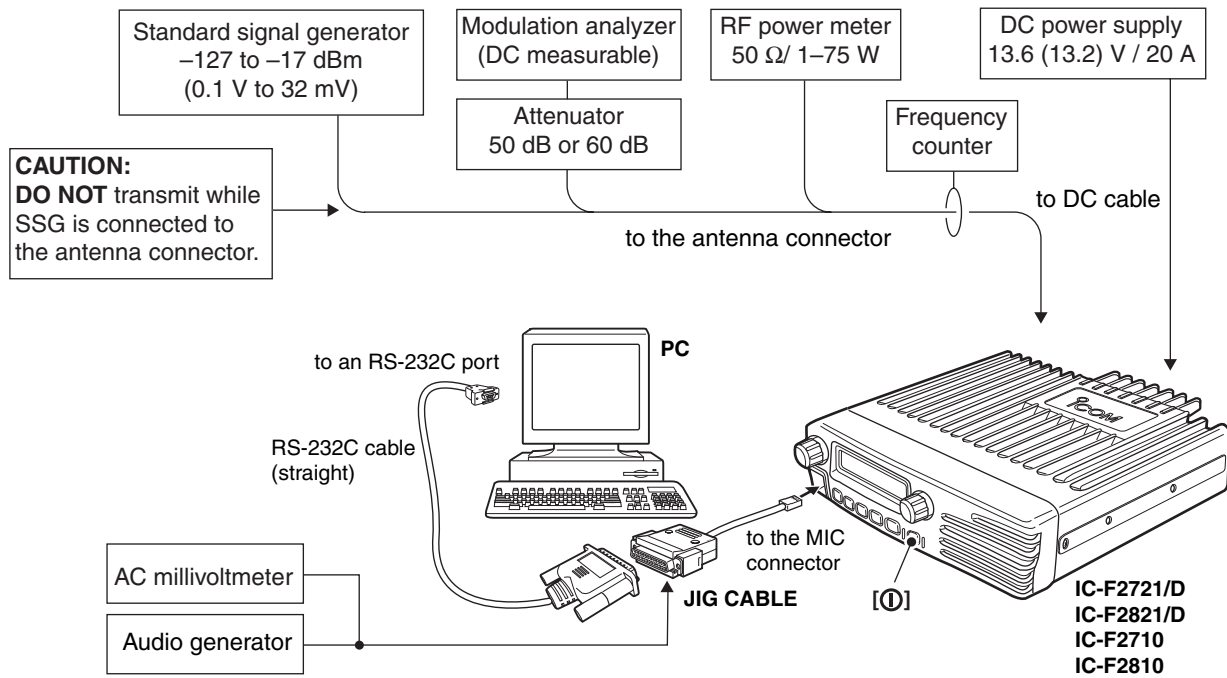 Standard signal generator
–127 to –17 dBm
(0.1 V to 32 mV)
Modulation analyzer
(DC measurable)
RF power meter
50 Ω/ 1–75 W
DC power supply
13.6 (13.2) V / 20 A
Attenuator
50 dB or 60 dB
Frequency
counter
CAUTION:
DO NOT transmit while
SSG is connected to
the antenna connector.
to DC cable
to the antenna connector
to an RS-232C port
PC
iCOM
RS-232C cable
(straight)
to the MIC
connector
AC millivoltmeter
JIG CABLE
[ ]
Audio generator
IC-F2721/D
IC-F2821/D
IC-F2710
IC-F2810